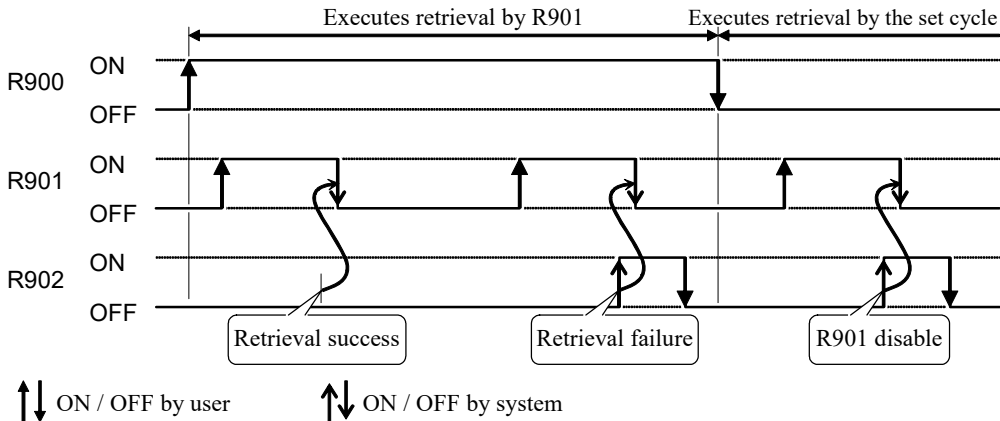 Executes retrieval by R901
Executes retrieval by the set cycle
R900
ON
OFF
R901
ON
OFF
R902
ON
OFF
Retrieval success
Retrieval failure
R901 disable
ON / OFF by user
ON / OFF by system